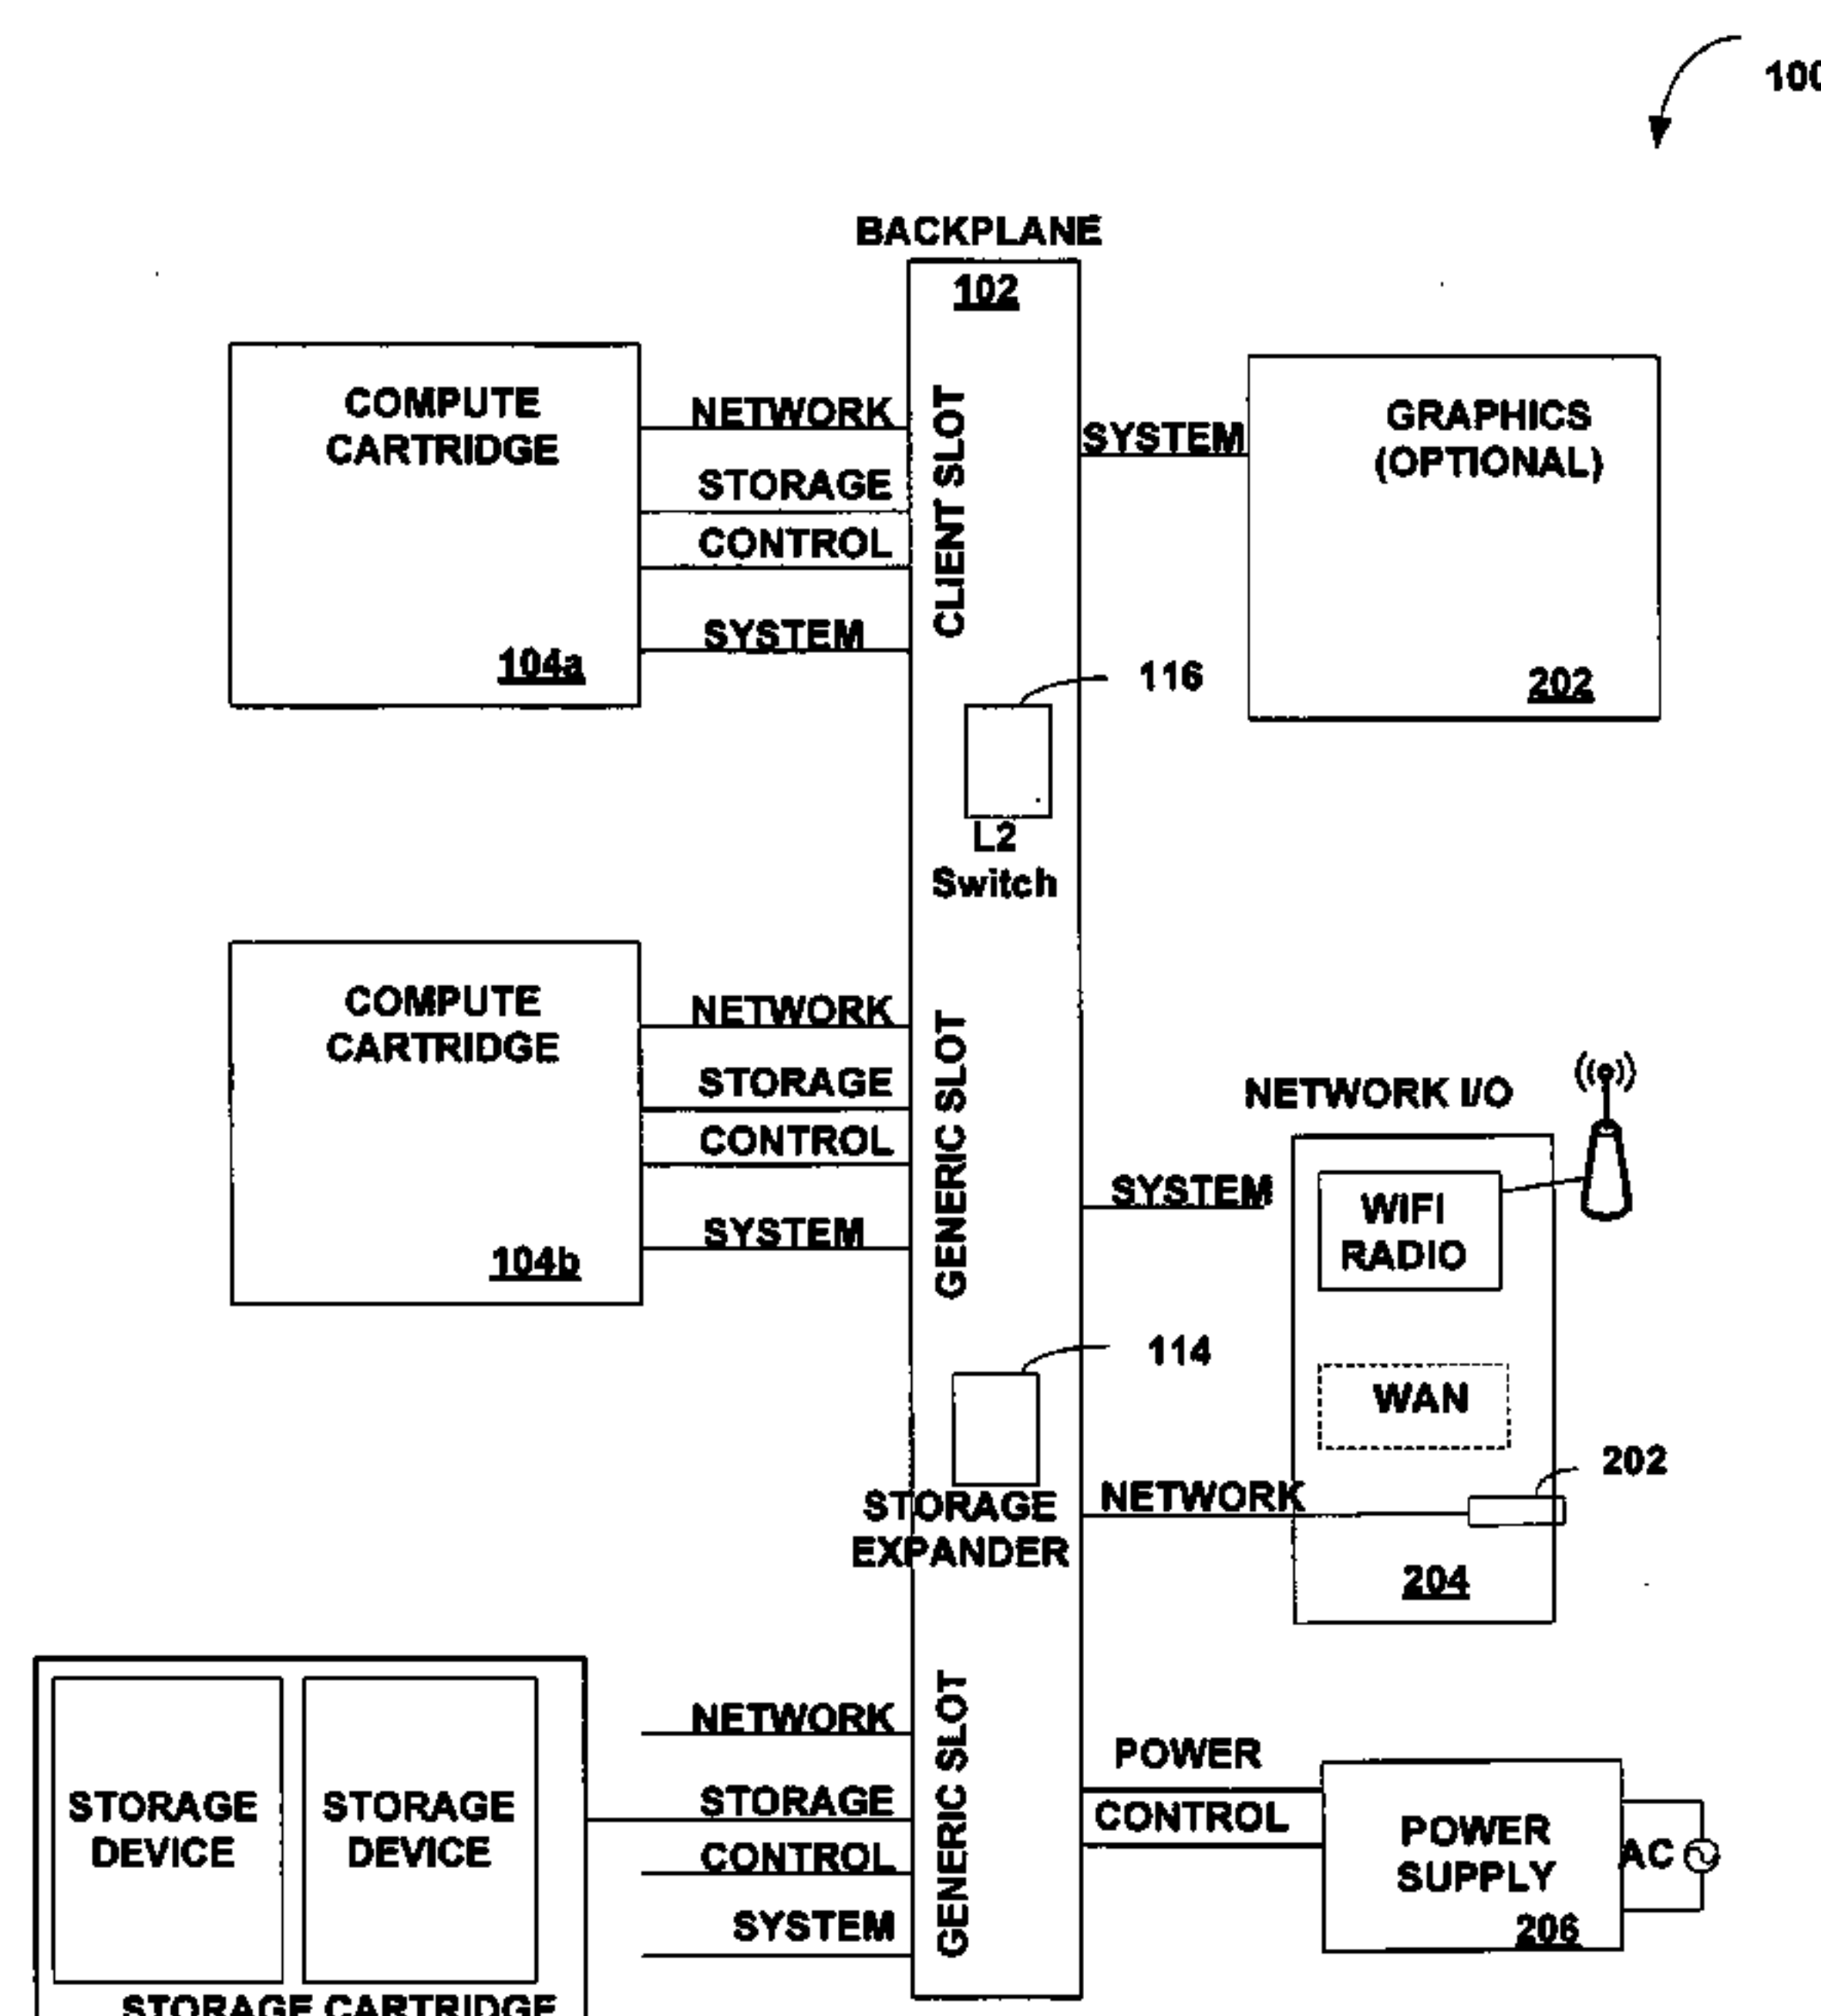 100
BACKPLANE
102
COMPUTE
CARTRIDGE
104a
NETWORK
STORAGE
CONTROL
SYSTEM
CLIENT SLOT
SYSTEM
GRAPHICS
(OPTIONAL)
202
116
L2
Switch
COMPUTE
CARTRIDGE
104b
NETWORK
STORAGE
CONTROL
SYSTEM
GENERIC SLOT
SYSTEM
NETWORK I/O
WIFI
RADIO
WAN
202
NETWORK
204
114
STORAGE
EXPANDER
STORAGE
DEVICE
STORAGE
DEVICE
STORAGE CARTRIDGE
NETWORK
STORAGE
CONTROL
SYSTEM
GENERIC SLOT
POWER
CONTROL
POWER
SUPPLY
206
AC